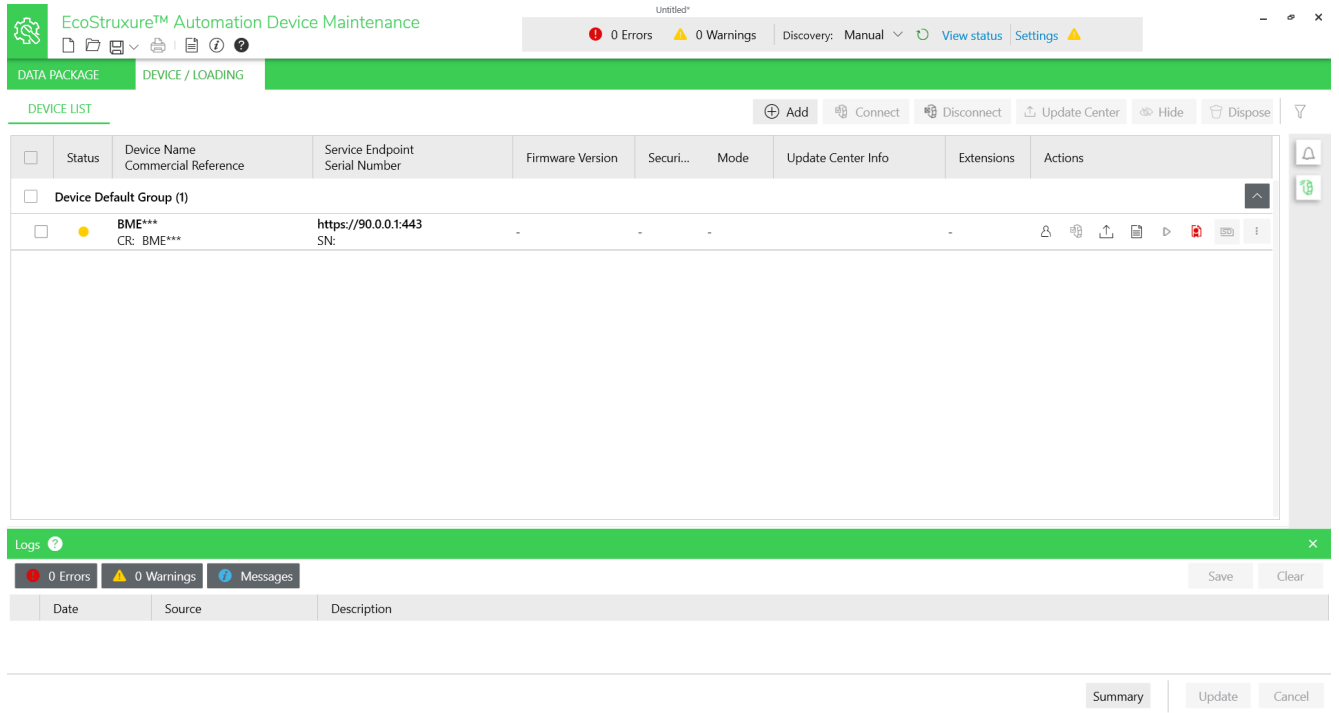 Untitled*
EcoStruxure™ Automation Device Maintenance
0 Errors 0 Warnings Discovery: Manual View status Settings
DATA PACKAGE DEVICE / LOADING
DEVICE LIST
Add Connect Disconnect Update Center Hide Dispose
Status Device Name Commercial Reference Service Endpoint Serial Number Firmware Version Securi... Mode Update Center Info Extensions Actions
Device Default Group (1)
BME*** https://90.0.0.1:443
CR: BME*** SN: - - - -
Logs ?
0 Errors 0 Warnings Messages Save Clear
Date Source Description
Summary Update Cancel